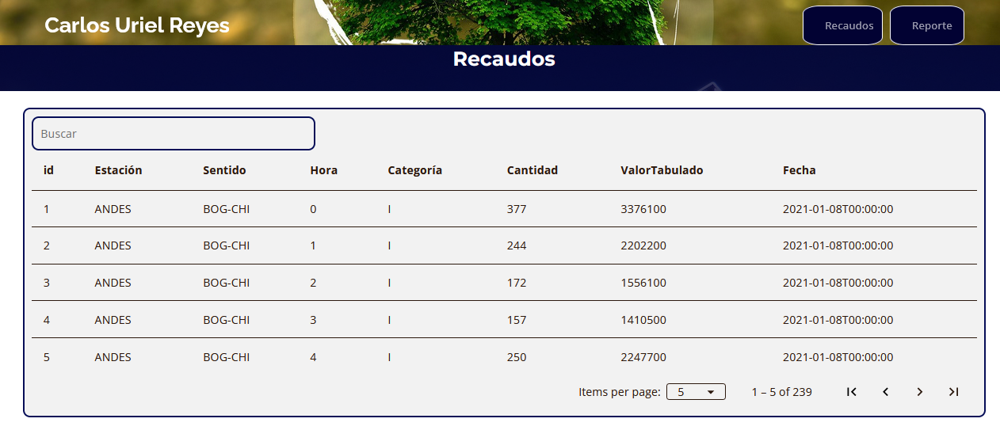 Carlos Uriel Reyes
Recaudos
Reporte
Recaudos
Buscar
id Estación Sentido Hora Categoría Cantidad ValorTabulado Fecha
1 ANDES BOG-CHI 0 I 377 3376100 2021-01-08T00:00:00
2 ANDES BOG-CHI 1 I 244 2202200 2021-01-08T00:00:00
3 ANDES BOG-CHI 2 I 172 1556100 2021-01-08T00:00:00
4 ANDES BOG-CHI 3 I 157 1410500 2021-01-08T00:00:00
5 ANDES BOG-CHI 4 I 250 2247700 2021-01-08T00:00:00
Items per page: 5 1 – 5 of 239